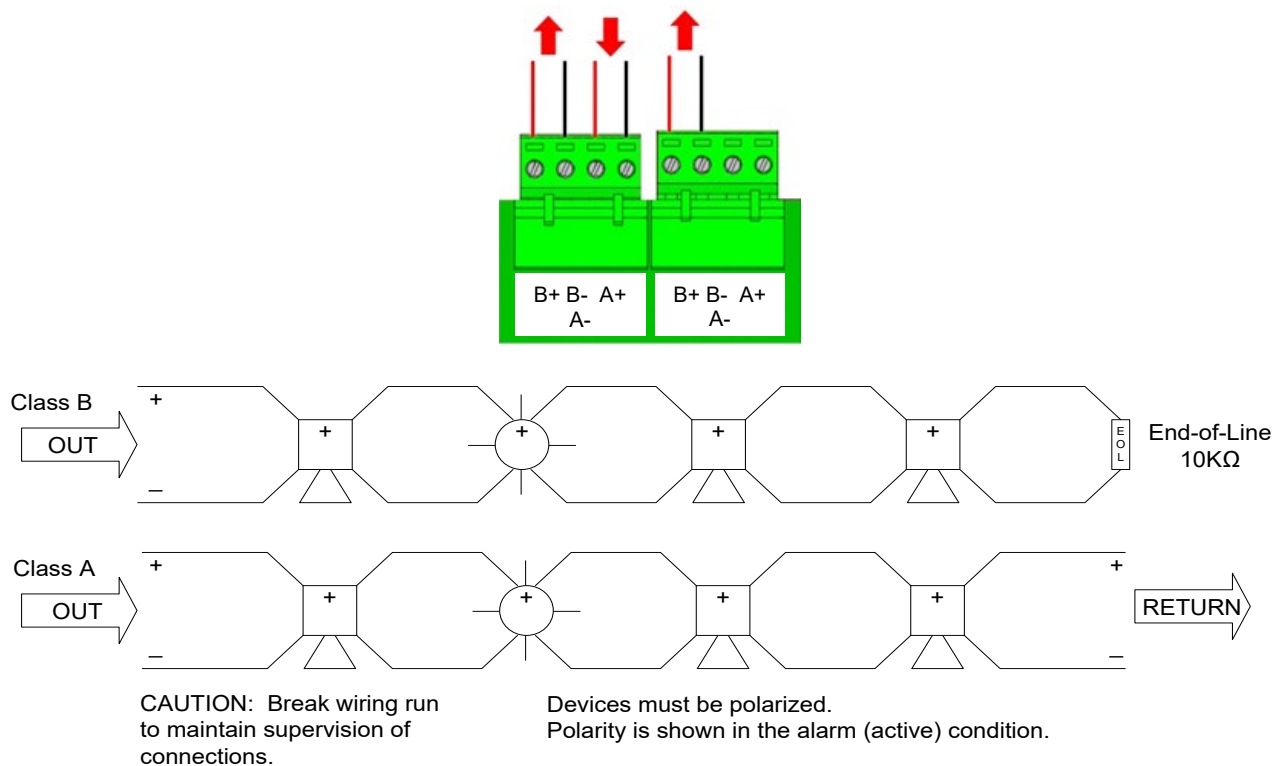 B+ B- A+
A-
B+ B- A+
A-
Class B
OUT
+
–
+
+
+
+
EOL
End-of-Line
10KΩ
Class A
OUT
+
–
+
+
+
+
+
–
RETURN
CAUTION: Break wiring run
to maintain supervision of
connections.
Devices must be polarized.
Polarity is shown in the alarm (active) condition.